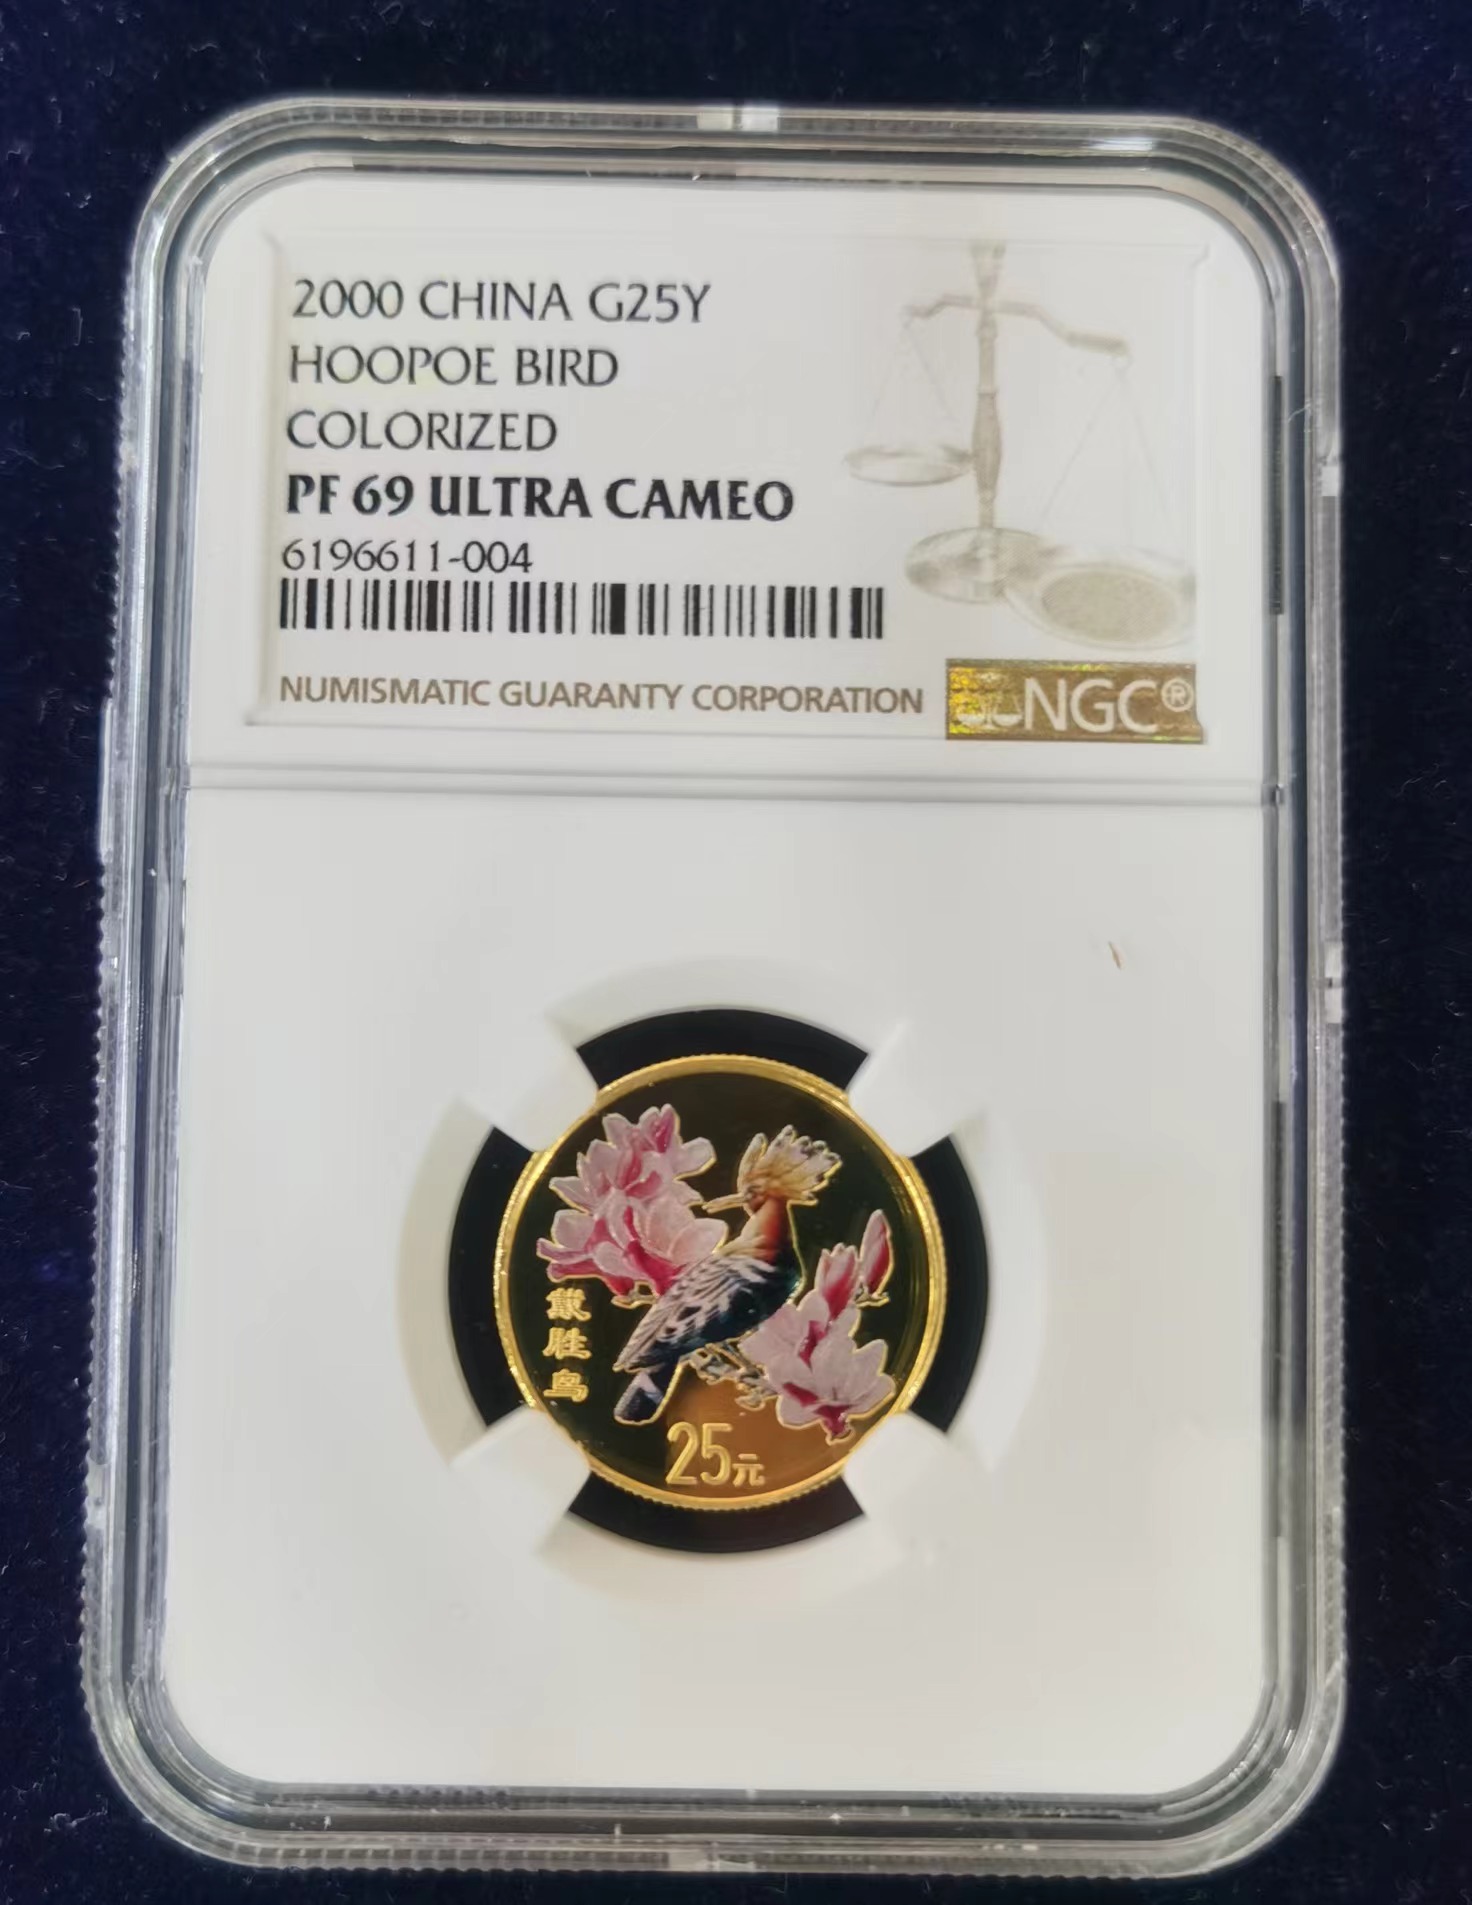 2000 CHINA G25Y
HOOPOE BIRD
COLORIZED
PF 69 ULTRA CAMEO
6196611-004
NUMISMATIC GUARANTY CORPORATION
NGC®
戴胜鸟
25元